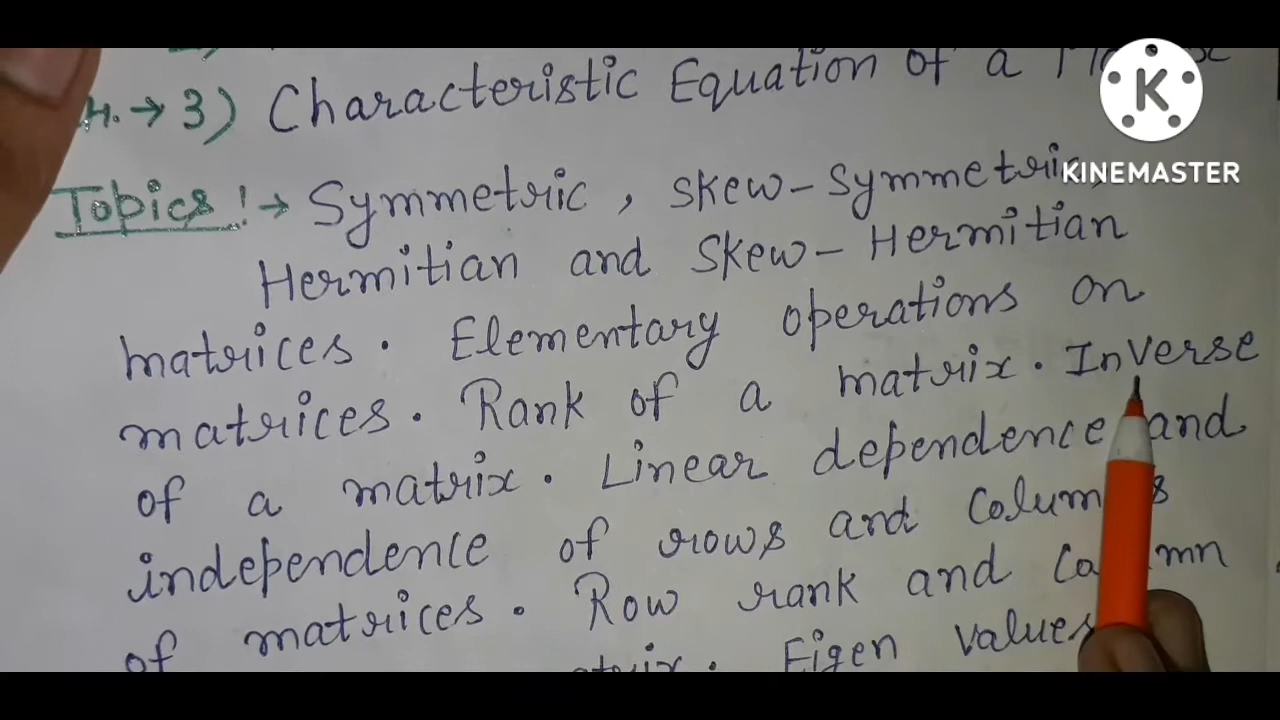 H. → 3) Characteristic Equation of a
K
KINEMASTER
Topics :→ Symmetric, Skew-Symmetric,
Hermitian and Skew-Hermitian
matrices. Elementary operations on
matrices. Rank of a matrix. Inverse
of a matrix. Linear dependence and
independence of rows and
of matrices. Row rank and
Eigen values